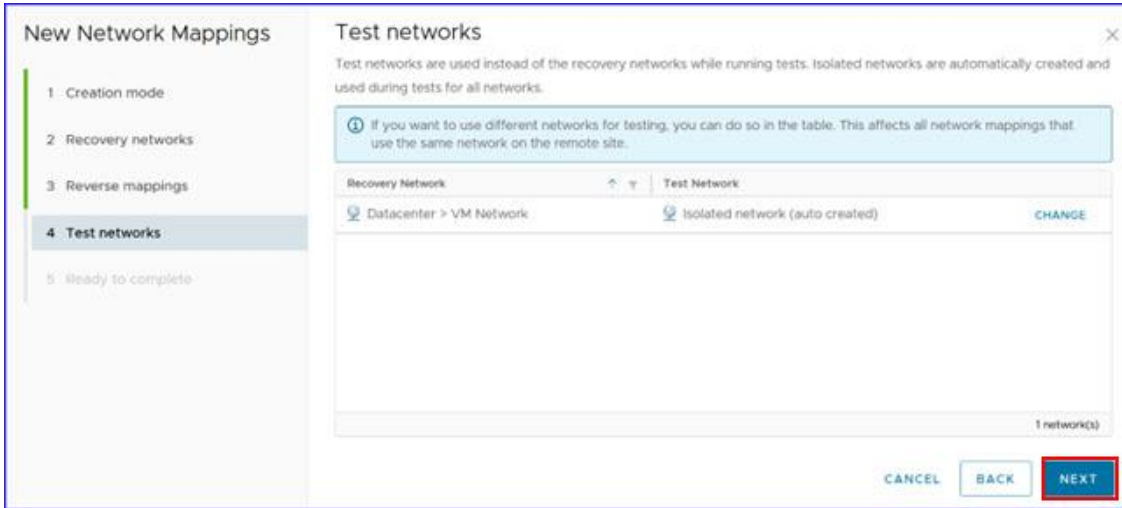 New Network Mappings
1 Creation mode
2 Recovery networks
3 Reverse mappings
4 Test networks
5 Ready to complete
Test networks
Test networks are used instead of the recovery networks while running tests. Isolated networks are automatically created and
used during tests for all networks.
If you want to use different networks for testing, you can do so in the table. This affects all network mappings that
use the same network on the remote site.
Recovery Network Test Network
Datacenter > VM Network Isolated network (auto created) CHANGE
1 network(s)
CANCEL BACK NEXT